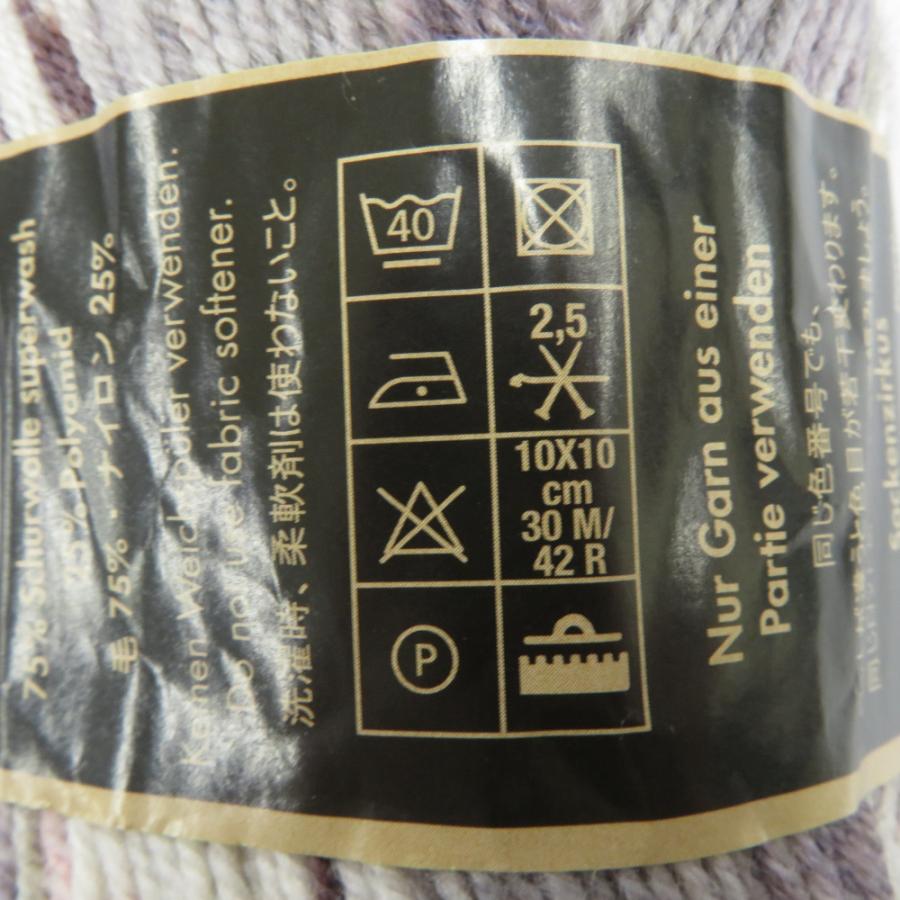 75% Schurwolle superwash
25% Polyamid
毛 75%・ナイロン 25%
Keinen Weichspüler verwenden.
Do not use fabric softener.
洗濯時、柔軟剤は使わないこと。
40
2,5
10X10
cm
30 M/
42 R
P
Nur Garn aus einer
Partie verwenden
同じ色番号でも、
Sockenzirkus